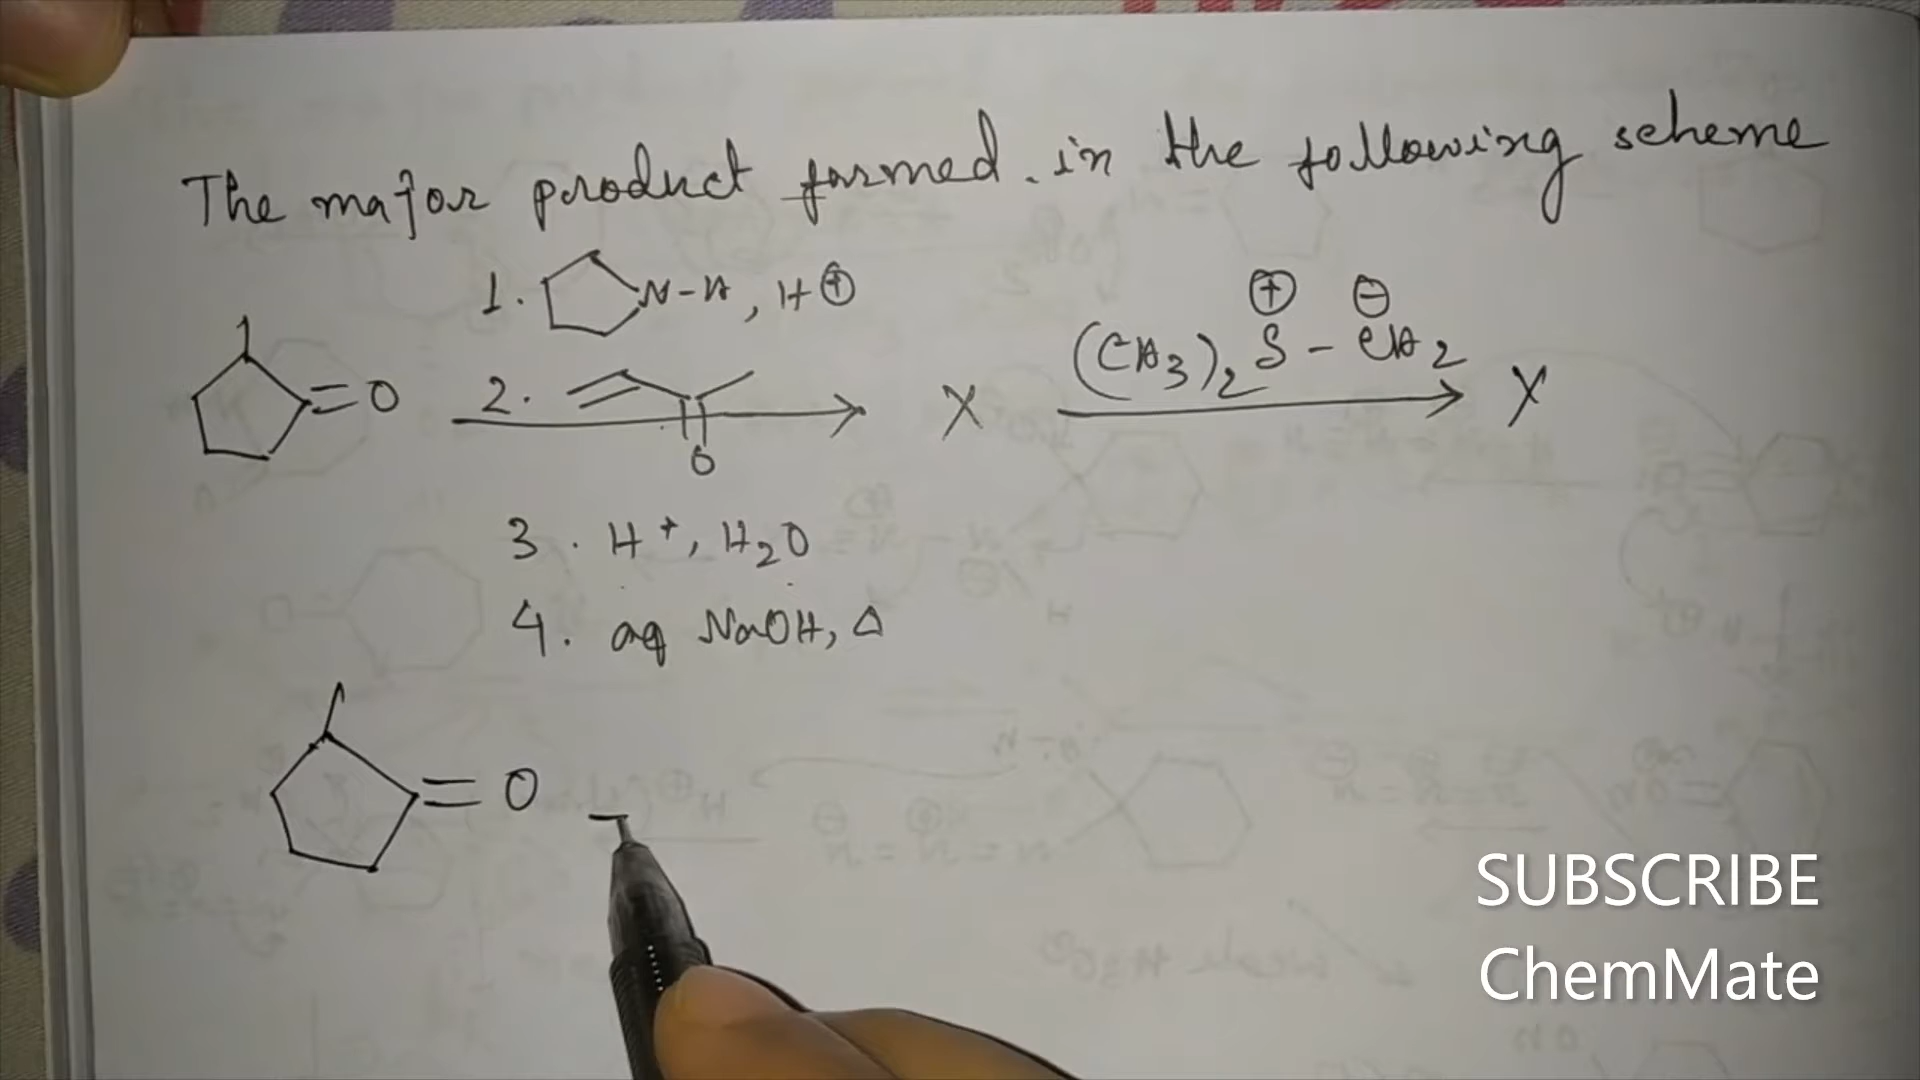 The major product formed in the following scheme
1. N-H, H⊕
=O 2. O X (CH3)2 S⊕ - CH2⊖ Y
3. H+, H2O
4. aq NaOH, Δ
=O
SUBSCRIBE
ChemMate